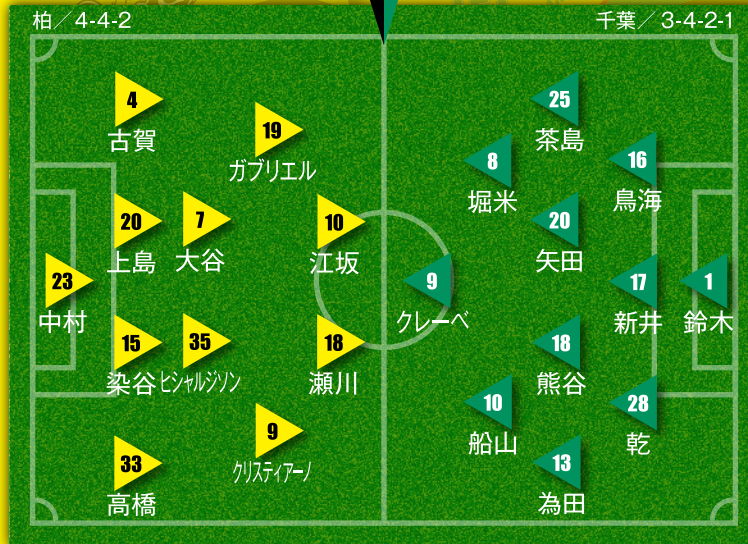 柏／4-4-2
千葉／3-4-2-1
4
古賀
19
ガブリエル
20
上島
7
大谷
10
江坂
23
中村
15
染谷
35
ヒシャルジソン
18
瀬川
9
クリスティアーノ
33
高橋
25
茶島
8
堀米
16
鳥海
20
矢田
9
クレーベ
17
新井
1
鈴木
18
熊谷
10
船山
28
乾
13
為田